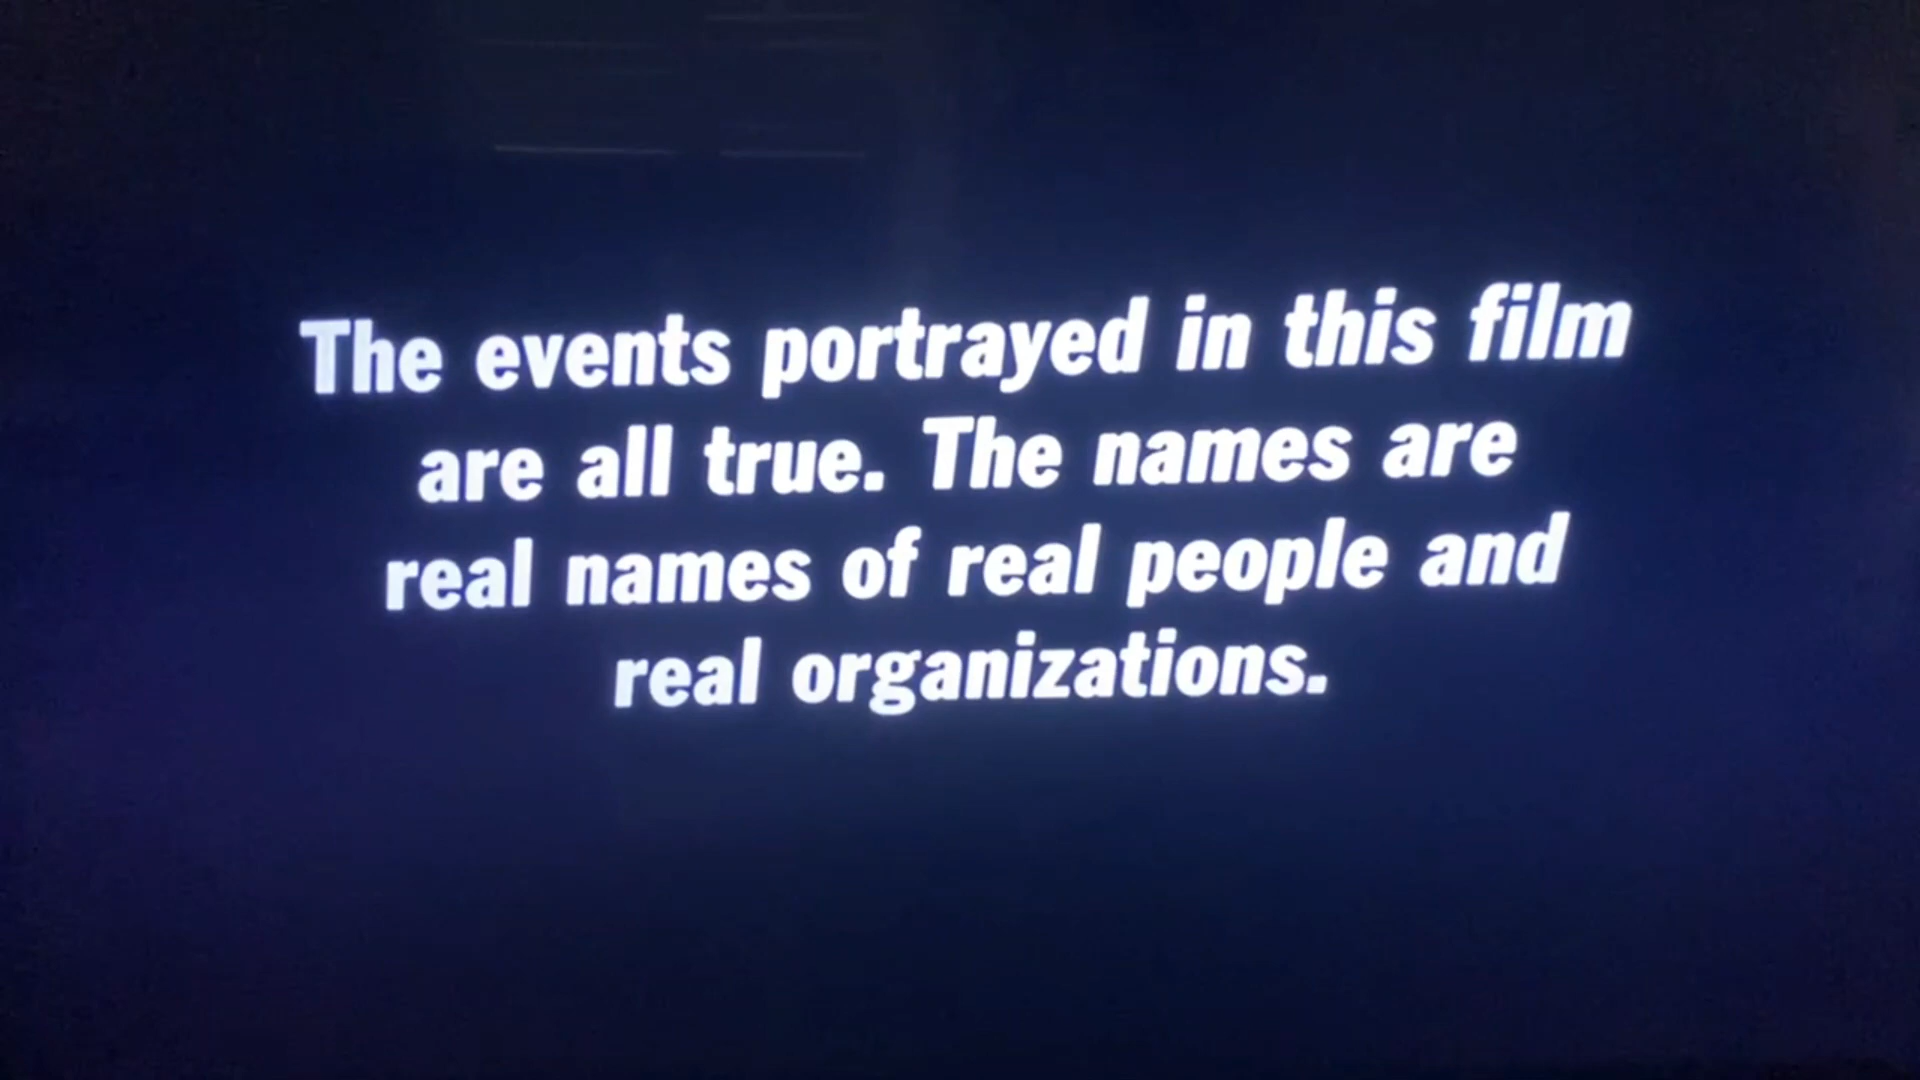 The events portrayed in this film
are all true. The names are
real names of real people and
real organizations.